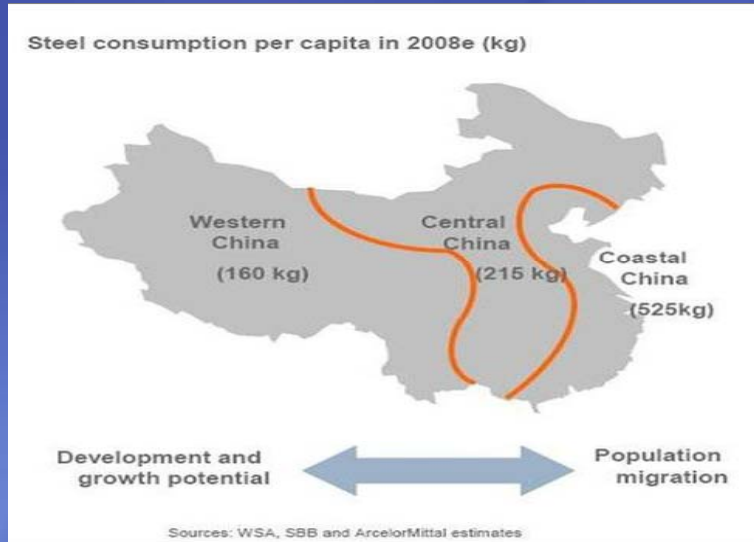 Steel consumption per capita in 2008e (kg)
Western
China
(160 kg)
Central
China
(215 kg)
Coastal
China
(525kg)
Development and
growth potential
Population
migration
Sources: WSA, SBB and ArcelorMittal estimates